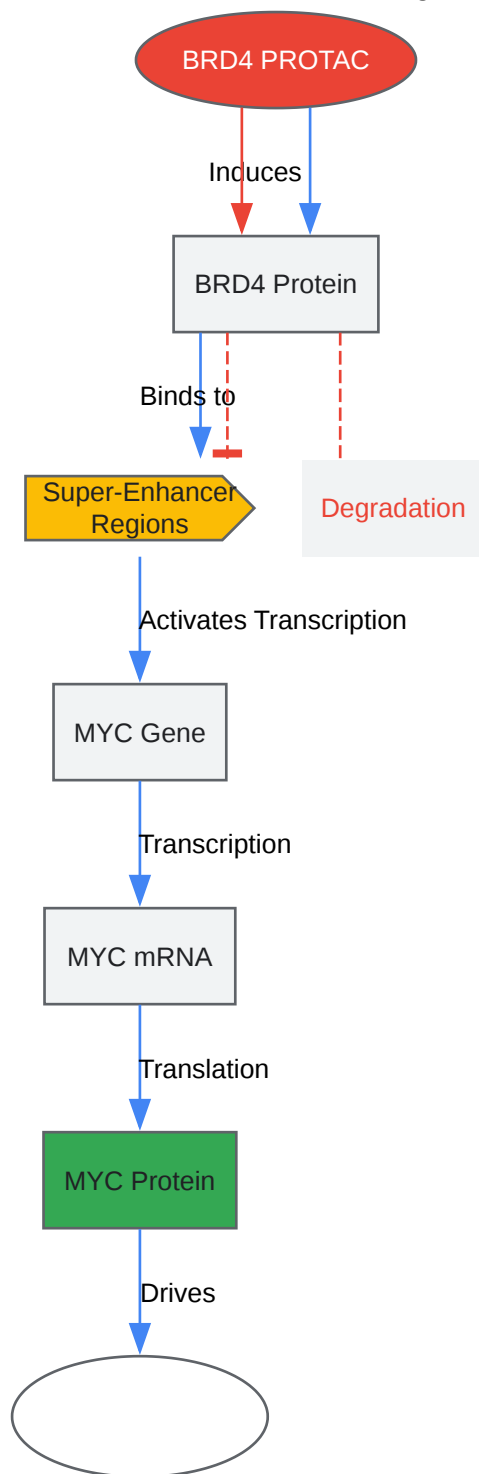 BRD4 PROTAC
Induces
BRD4 Protein
Binds to
Super-Enhancer
Regions
Degradation
Activates Transcription
MYC Gene
Transcription
MYC mRNA
Translation
MYC Protein
Drives